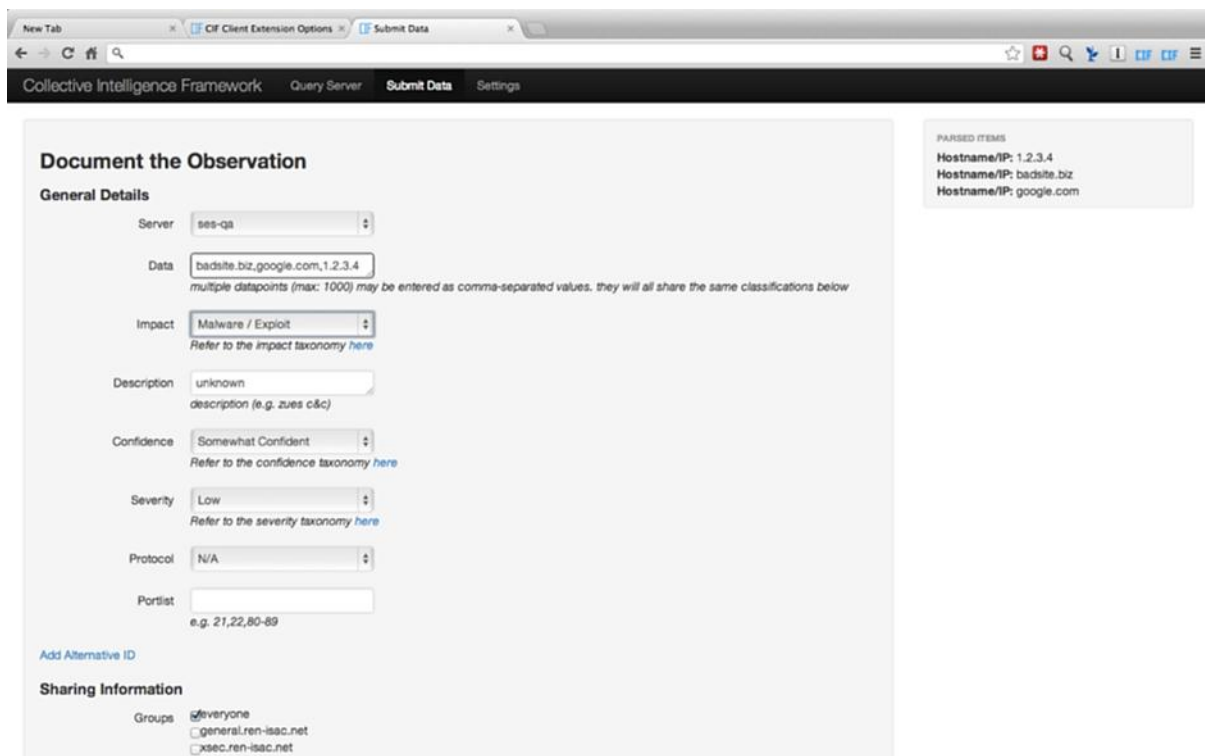 New Tab
CIF Client Extension Options
Submit Data
Collective Intelligence Framework
Query Server
Submit Data
Settings
Document the Observation
General Details
Server
ses-qa
Data
badsite.biz,google.com,1.2.3.4
multiple datapoints (max: 1000) may be entered as comma-separated values. they will all share the same classifications below
Impact
Malware / Exploit
Refer to the impact taxonomy here
Description
unknown
description (e.g. zues c&c)
Confidence
Somewhat Confident
Refer to the confidence taxonomy here
Severity
Low
Refer to the severity taxonomy here
Protocol
N/A
Portlist
e.g. 21,22,80-89
Add Alternative ID
Sharing Information
Groups
everyone
general.ren-isac.net
xsec.ren-isac.net
PARSED ITEMS
Hostname/IP: 1.2.3.4
Hostname/IP: badsite.biz
Hostname/IP: google.com
CIF
CIF